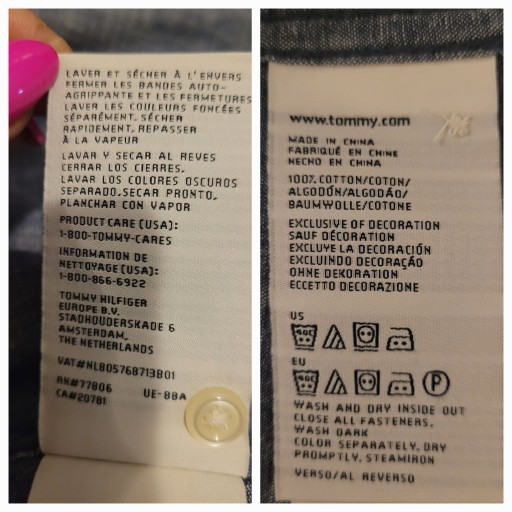 LAVER ET SÉCHER À L'ENVERS
FERMER LES BANDES AUTO-
AGRIPPANTE ET LES FERMETURES
LAVER LES COULEURS FONCÉES
SÉPARÉMENT. SÉCHER
RAPIDEMENT, REPASSER
À LA VAPEUR
LAVAR Y SECAR AL REVES
CERRAR LOS CIERRES.
LAVAR LOS COLORES OSCUROS
SEPARADO.SECAR PRONTO,
PLANCHAR CON VAPOR
PRODUCT CARE (USA):
1-800-TOMMY-CARES
INFORMATION DE
NETTOYAGE (USA):
1-800-866-6922
TOMMY HILFIGER
EUROPE B.V.
STADHOUDERSKADE 6
AMSTERDAM,
THE NETHERLANDS
VAT#NL805768713B01
RN#77806 UE-88A
CA#20781
www.tommy.com
MADE IN CHINA
FABRIQUÉ EN CHINE
HECHO EN CHINA
100% COTTON/COTON/
ALGODÓN/ALGODÃO/
BAUMWOLLE/COTONE
EXCLUSIVE OF DECORATION
SAUF DÉCORATION
EXCLUYE LA DECORACIÓN
EXCLUINDO DECORAÇÃO
OHNE DEKORATION
ECCETTO DECORAZIONE
US
EU
P
WASH AND DRY INSIDE OUT
CLOSE ALL FASTENERS.
WASH DARK
COLOR SEPARATELY. DRY
PROMPTLY. STEAMIRON
VERSO/AL REVERSO